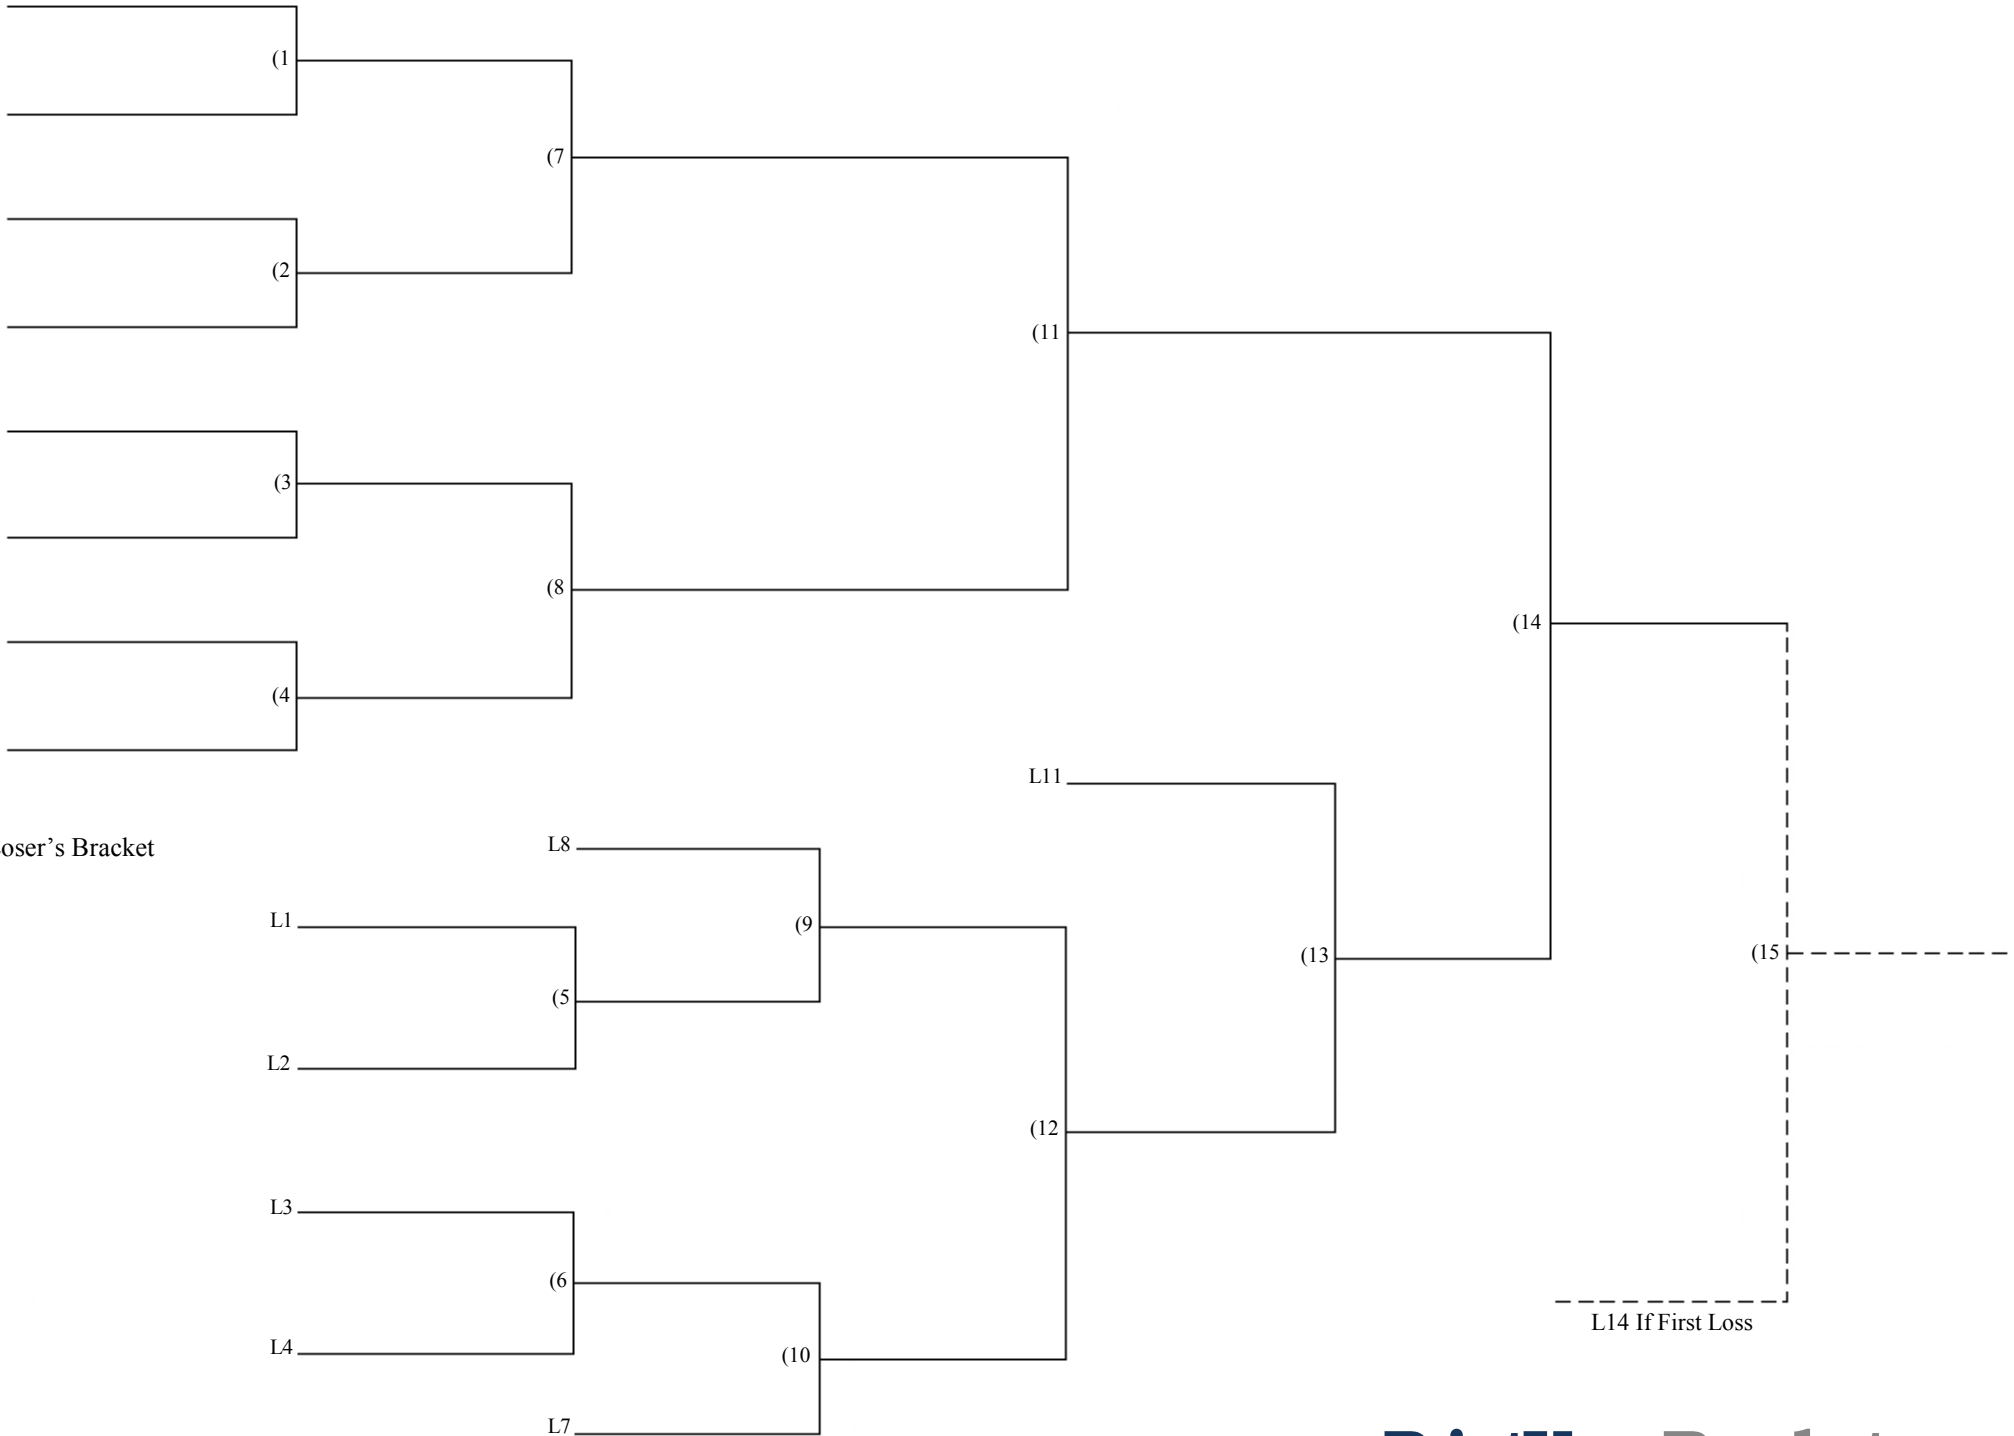 (1
(7
(2
(11
(3
(8
(14
(4
L11
oser’s Bracket
L8
L1
(9
(15
(13
(5
L2
(12
L3
(6
L14 If First Loss
L4
(10
L7